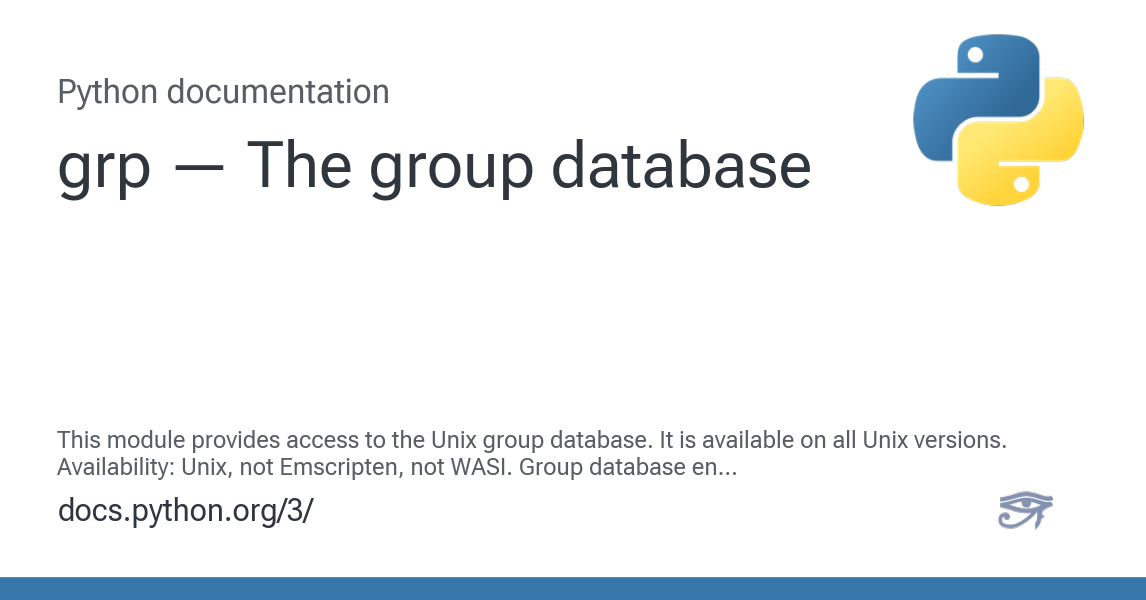 Python documentation
grp — The group database
This module provides access to the Unix group database. It is available on all Unix versions.
Availability: Unix, not Emscripten, not WASI. Group database en...
docs.python.org/3/